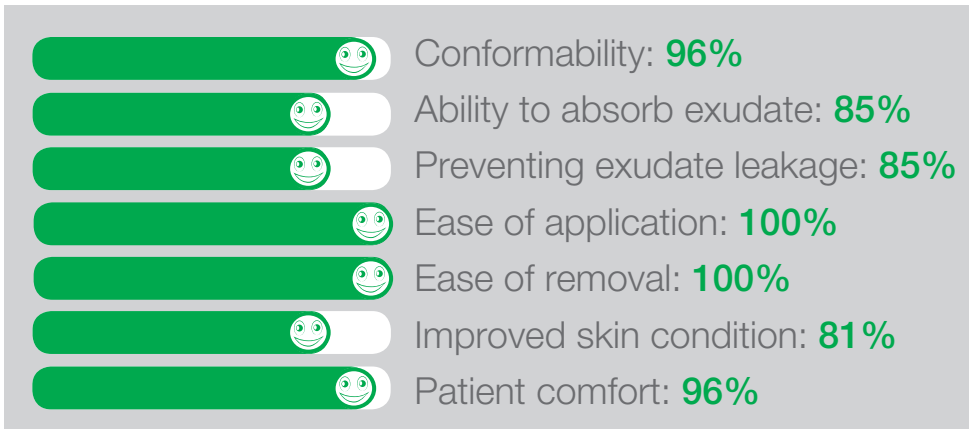 Conformability: 96%
Ability to absorb exudate: 85%
Preventing exudate leakage: 85%
Ease of application: 100%
Ease of removal: 100%
Improved skin condition: 81%
Patient comfort: 96%